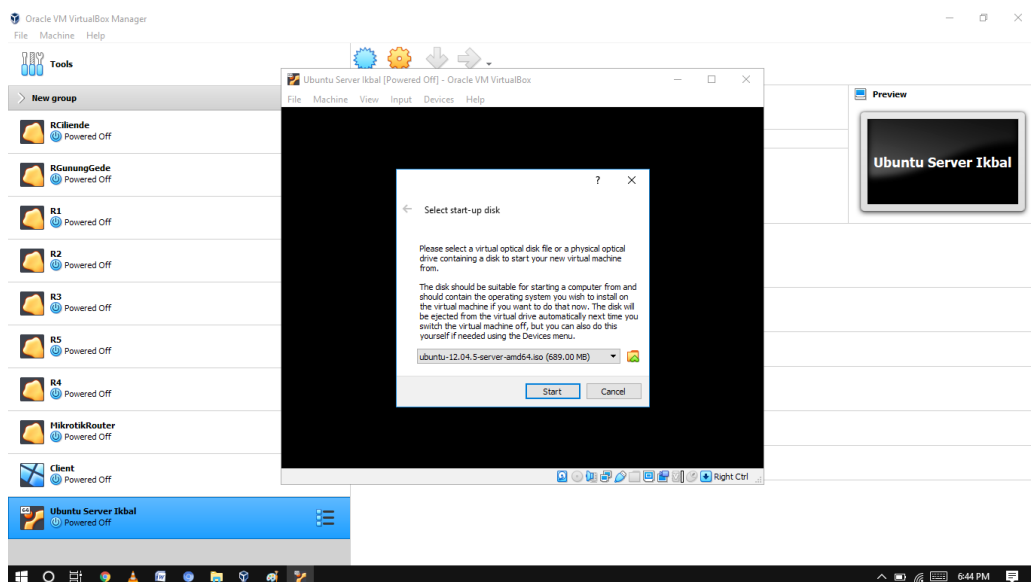 Oracle VM VirtualBox Manager
File Machine Help
Tools
New group
RCiliende
Powered Off
RGunungGede
Powered Off
R1
Powered Off
R2
Powered Off
R3
Powered Off
R5
Powered Off
R4
Powered Off
MikrotikRouter
Powered Off
Client
Powered Off
64
Ubuntu Server Ikbal
Powered Off
Ubuntu Server Ikbal [Powered Off] - Oracle VM VirtualBox
File Machine View Input Devices Help
?
Select start-up disk
Please select a virtual optical disk file or a physical optical
drive containing a disk to start your new virtual machine
from.
The disk should be suitable for starting a computer from and
should contain the operating system you wish to install on
the virtual machine if you want to do that now. The disk will
be ejected from the virtual drive automatically next time you
switch the virtual machine off, but you can also do this
yourself if needed using the Devices menu.
ubuntu-12.04.5-server-amd64.iso (689.00 MB)
Start Cancel
Right Ctrl
Preview
Ubuntu Server Ikbal
6:44 PM